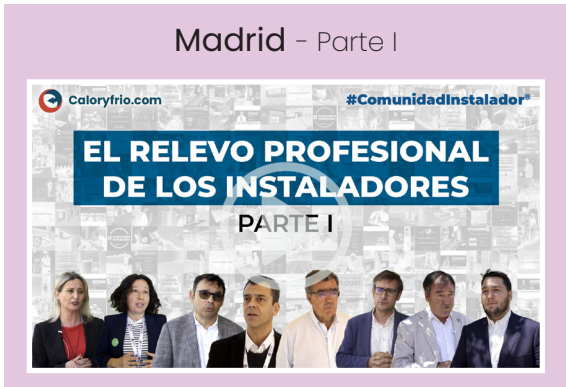 Madrid - Parte I
Caloryfrio.com
#ComunidadInstalador®
EL RELEVO PROFESIONAL
DE LOS INSTALADORES
PARTE I